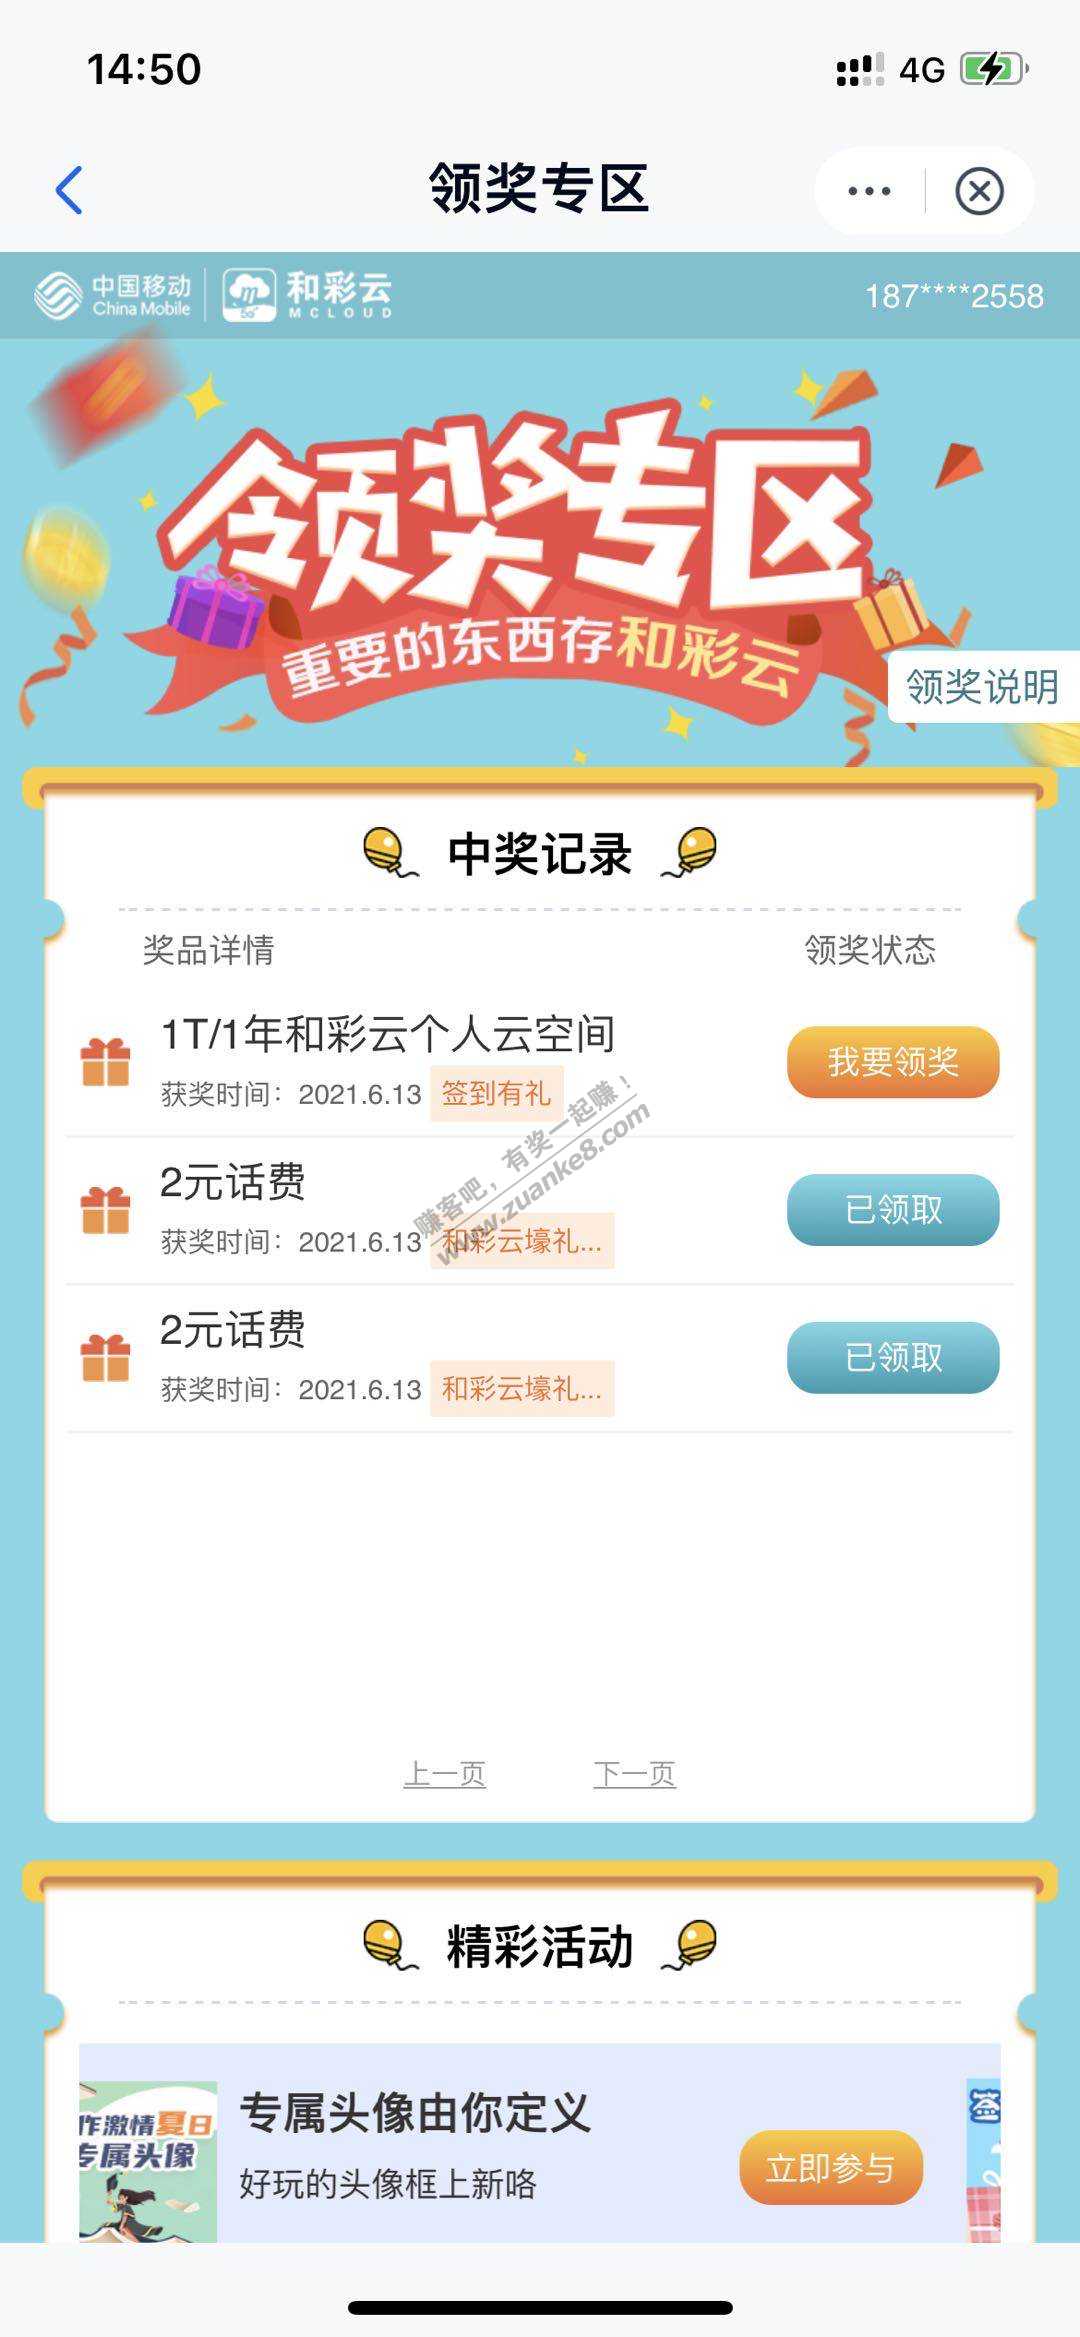 14:50
4G
领奖专区
中国移动
China Mobile
和彩云
MCLOUD
187****2558
领奖专区
重要的东西存和彩云
领奖说明
中奖记录
奖品详情 领奖状态
1T/1年和彩云个人云空间
获奖时间：2021.6.13 签到有礼
我要领奖
2元话费
获奖时间：2021.6.13 和彩云壕礼...
已领取
2元话费
获奖时间：2021.6.13 和彩云壕礼...
已领取
赚客吧，有奖一起赚！
www.zuanke8.com
上一页 下一页
精彩活动
作激情夏日
专属头像
专属头像由你定义
好玩的头像框上新咯
立即参与
签